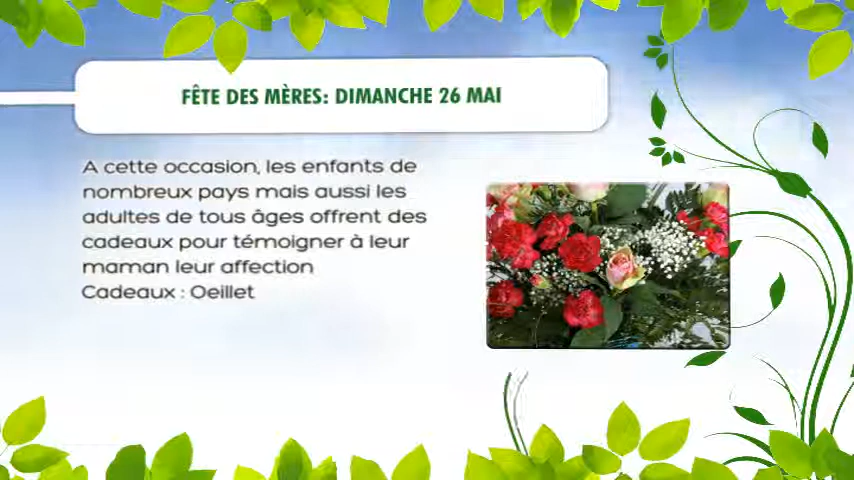 FÊTE DES MÈRES: DIMANCHE 26 MAI
A cette occasion, les enfants de
nombreux pays mais aussi les
adultes de tous âges offrent des
cadeaux pour témoigner à leur
maman leur affection
Cadeaux : Oeillet